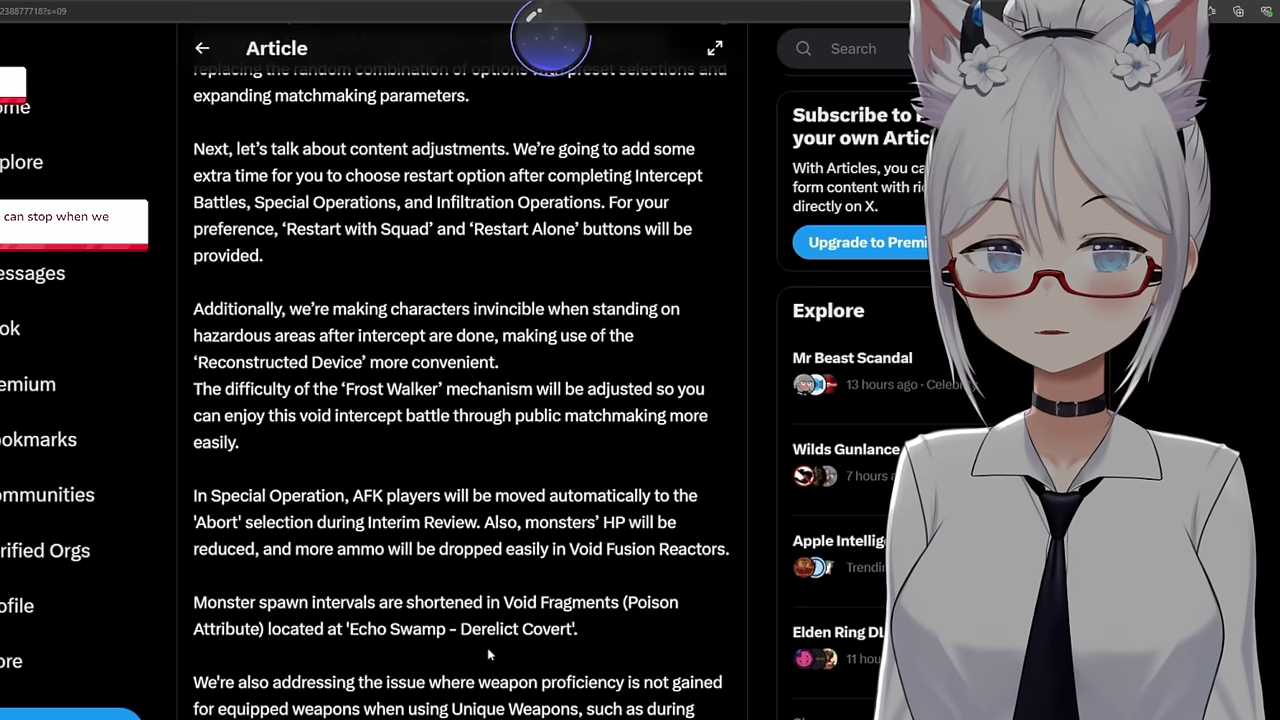 238877718?s=09
Article
Search
replacing the random combination of options with preset selections and
expanding matchmaking parameters.
ome
plore
can stop when we
essages
ok
emium
ookmarks
ommunities
rified Orgs
ofile
ore
Next, let’s talk about content adjustments. We’re going to add some
extra time for you to choose restart option after completing Intercept
Battles, Special Operations, and Infiltration Operations. For your
preference, ‘Restart with Squad’ and ‘Restart Alone’ buttons will be
provided.
Additionally, we’re making characters invincible when standing on
hazardous areas after intercept are done, making use of the
‘Reconstructed Device’ more convenient.
The difficulty of the ‘Frost Walker’ mechanism will be adjusted so you
can enjoy this void intercept battle through public matchmaking more
easily.
In Special Operation, AFK players will be moved automatically to the
'Abort' selection during Interim Review. Also, monsters’ HP will be
reduced, and more ammo will be dropped easily in Void Fusion Reactors.
Monster spawn intervals are shortened in Void Fragments (Poison
Attribute) located at 'Echo Swamp – Derelict Covert'.
We're also addressing the issue where weapon proficiency is not gained
for equipped weapons when using Unique Weapons, such as during
Subscribe to
your own Artic
With Articles, you ca
form content with ri
directly on X.
Upgrade to Premi
Explore
Mr Beast Scandal
13 hours ago · Celebri
Wilds Gunlance
7 hours a
Apple Intellig
Trendin
Elden Ring DL
11 hou